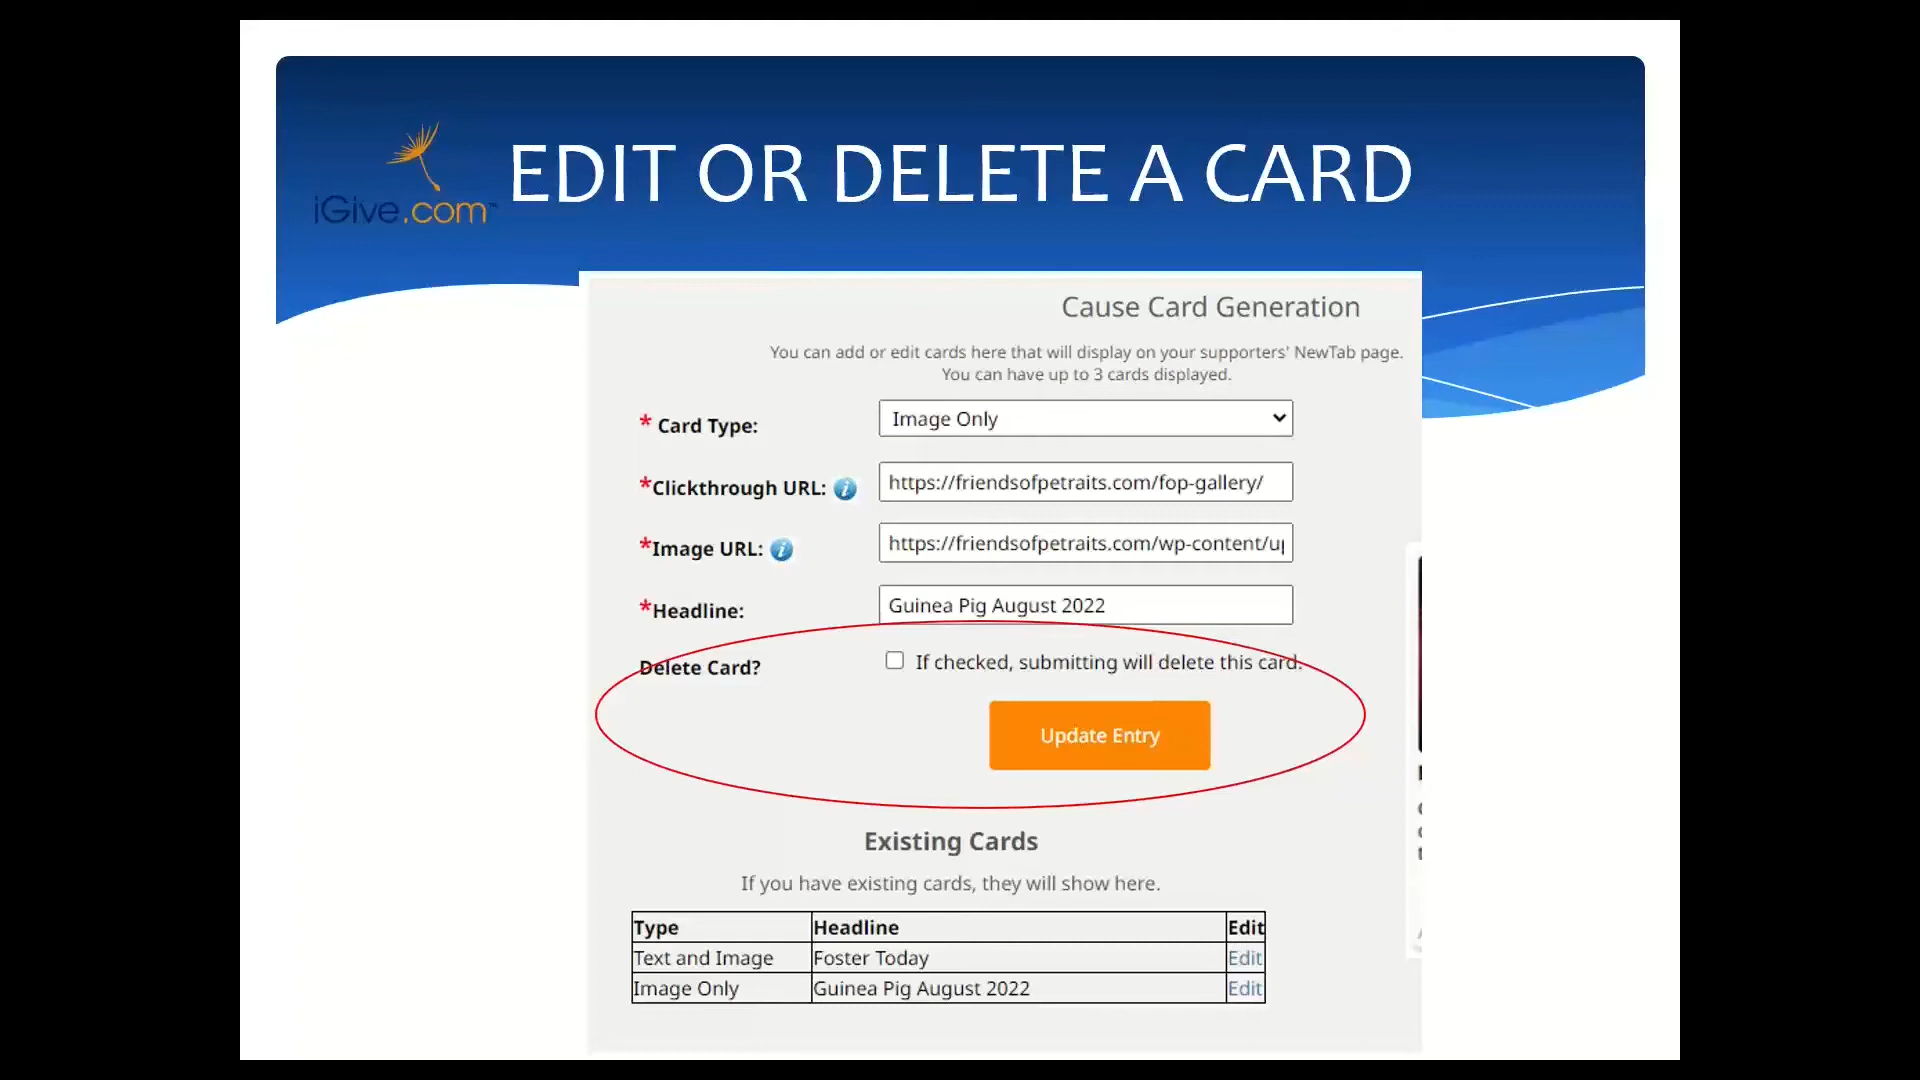 iGive.com™
EDIT OR DELETE A CARD
Cause Card Generation
You can add or edit cards here that will display on your supporters' NewTab page.
You can have up to 3 cards displayed.
* Card Type:
Image Only
*Clickthrough URL:
https://friendsofpetraits.com/fop-gallery/
*Image URL:
https://friendsofpetraits.com/wp-content/up
*Headline:
Guinea Pig August 2022
Delete Card?
If checked, submitting will delete this card.
Update Entry
Existing Cards
If you have existing cards, they will show here.
Type Headline Edit
Text and Image Foster Today Edit
Image Only Guinea Pig August 2022 Edit